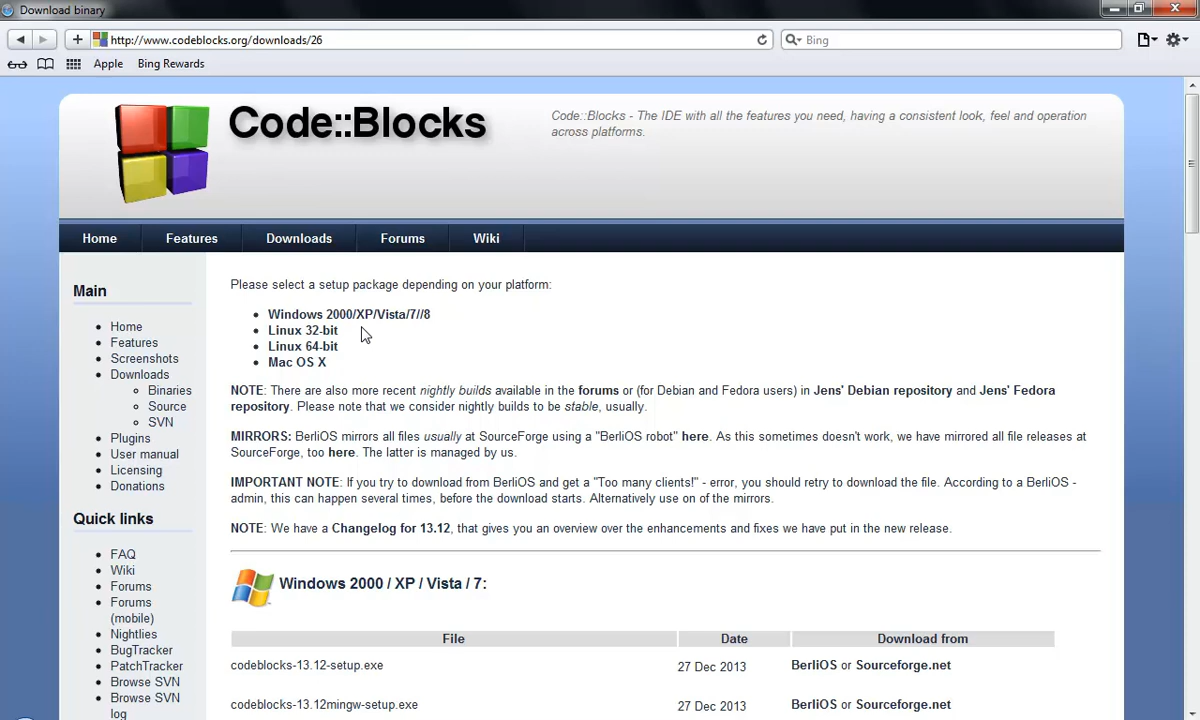 Download binary
http://www.codeblocks.org/downloads/26
Bing
Apple
Bing Rewards
Code::Blocks
Code::Blocks - The IDE with all the features you need, having a consistent look, feel and operation
across platforms.
Home
Features
Downloads
Forums
Wiki
Main
Home
Features
Screenshots
Downloads
Binaries
Source
SVN
Plugins
User manual
Licensing
Donations
Quick links
FAQ
Wiki
Forums
Forums
(mobile)
Nightlies
BugTracker
PatchTracker
Browse SVN
Browse SVN
log
Please select a setup package depending on your platform:
Windows 2000/XP/Vista/7//8
Linux 32-bit
Linux 64-bit
Mac OS X
NOTE: There are also more recent nightly builds available in the forums or (for Debian and Fedora users) in Jens' Debian repository and Jens' Fedora
repository. Please note that we consider nightly builds to be stable, usually.
MIRRORS: BerliOS mirrors all files usually at SourceForge using a "BerliOS robot" here. As this sometimes doesn't work, we have mirrored all file releases at
SourceForge, too here. The latter is managed by us.
IMPORTANT NOTE: If you try to download from BerliOS and get a "Too many clients!" - error, you should retry to download the file. According to a BerliOS -
admin, this can happen several times, before the download starts. Alternatively use on of the mirrors.
NOTE: We have a Changelog for 13.12, that gives you an overview over the enhancements and fixes we have put in the new release.
Windows 2000 / XP / Vista / 7:
File Date Download from
codeblocks-13.12-setup.exe 27 Dec 2013 BerliOS or Sourceforge.net
codeblocks-13.12mingw-setup.exe 27 Dec 2013 BerliOS or Sourceforge.net